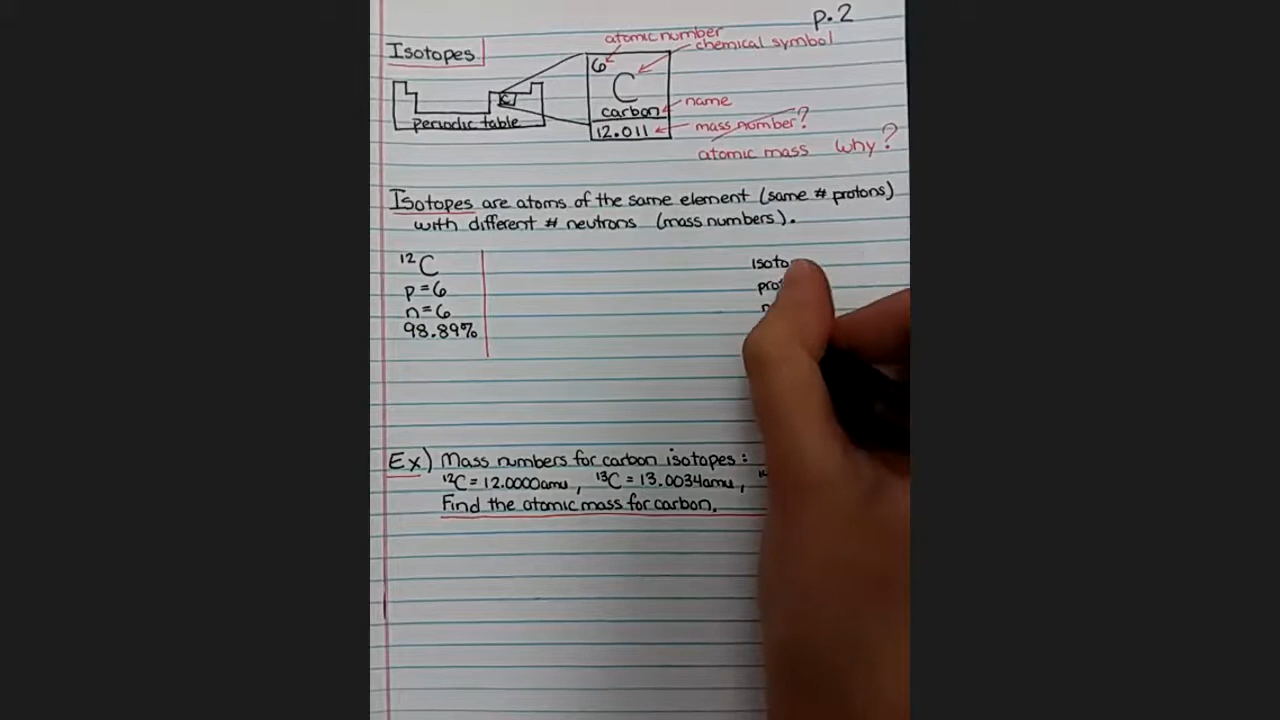 p.2
Isotopes
atomic number
chemical symbol
6
C
carbon
name
12.011
mass number?
atomic mass why?
C
periodic table
Isotopes are atoms of the same element (same # protons)
with different # neutrons (mass numbers).
¹²C
p=6
n=6
98.89%
Ex) Mass numbers for carbon isotopes:
¹²C = 12.0000amu, ¹³C = 13.0034amu,
Find the atomic mass for carbon.